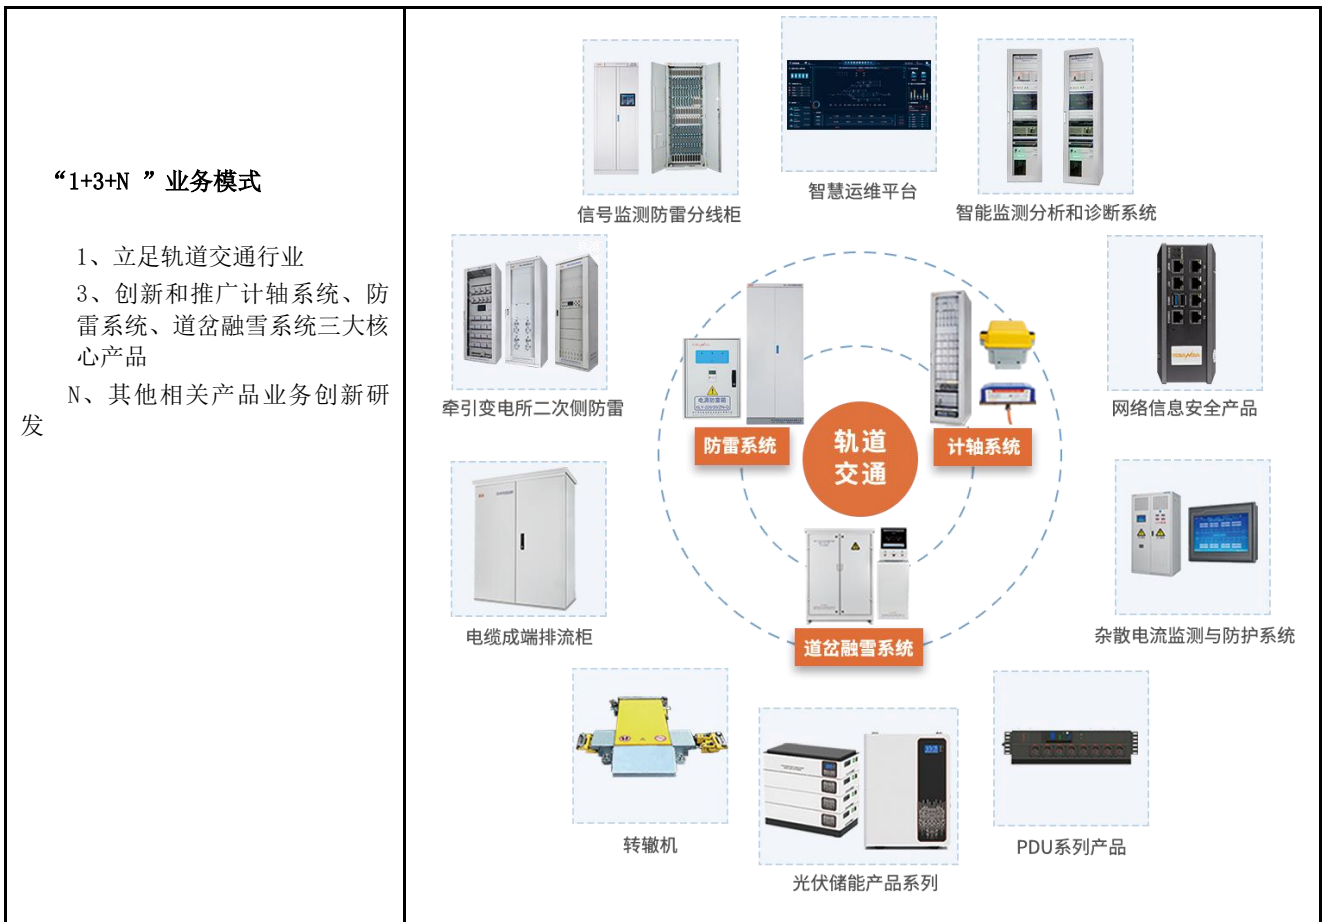 “1+3+N ”业务模式
1、立足轨道交通行业
3、创新和推广计轴系统、防
雷系统、道岔融雪系统三大核
心产品
N、其他相关产品业务创新研
发
智慧运维平台
信号监测防雷分线柜
智能监测分析和诊断系统
牵引变电所二次侧防雷
网络信息安全产品
防雷系统
轨道
交通
计轴系统
电源防雷箱
电缆成端排流柜
杂散电流监测与防护系统
道岔融雪系统
转辙机
PDU系列产品
光伏储能产品系列